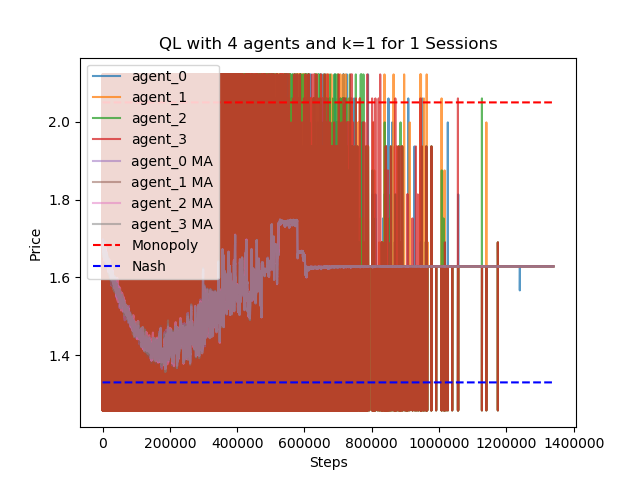 QL with 4 agents and k=1 for 1 Sessions
agent_0
agent_1
agent_2
agent_3
agent_0 MA
agent_1 MA
agent_2 MA
agent_3 MA
Monopoly
Nash
Price
2.0
1.8
1.6
1.4
0 200000 400000 600000 800000 1000000 1200000 1400000
Steps